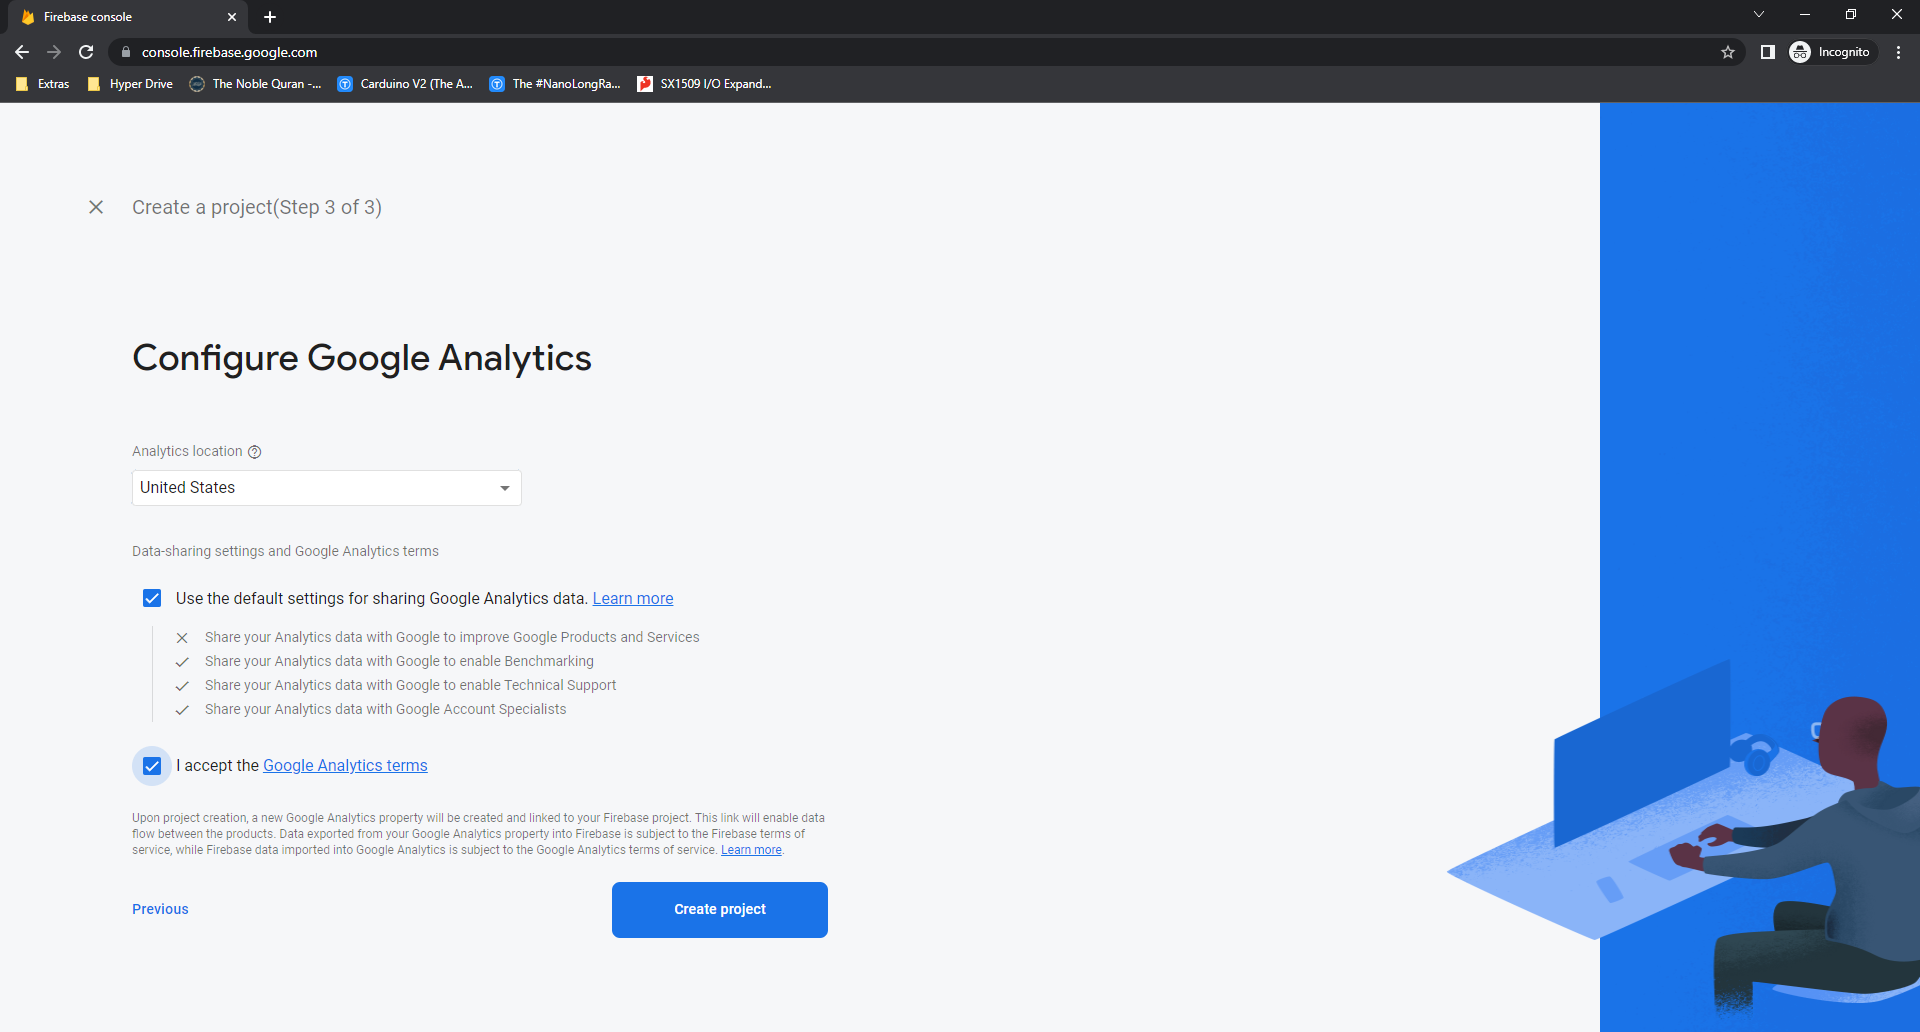 Firebase console
console.firebase.google.com
Incognito
Extras
Hyper Drive
The Noble Quran -...
Carduino V2 (The A...
The #NanoLongRa...
SX1509 I/O Expand...
Create a project(Step 3 of 3)
Configure Google Analytics
Analytics location
United States
Data-sharing settings and Google Analytics terms
Use the default settings for sharing Google Analytics data. Learn more
Share your Analytics data with Google to improve Google Products and Services
Share your Analytics data with Google to enable Benchmarking
Share your Analytics data with Google to enable Technical Support
Share your Analytics data with Google Account Specialists
I accept the Google Analytics terms
Upon project creation, a new Google Analytics property will be created and linked to your Firebase project. This link will enable data
flow between the products. Data exported from your Google Analytics property into Firebase is subject to the Firebase terms of
service, while Firebase data imported into Google Analytics is subject to the Google Analytics terms of service. Learn more.
Previous
Create project